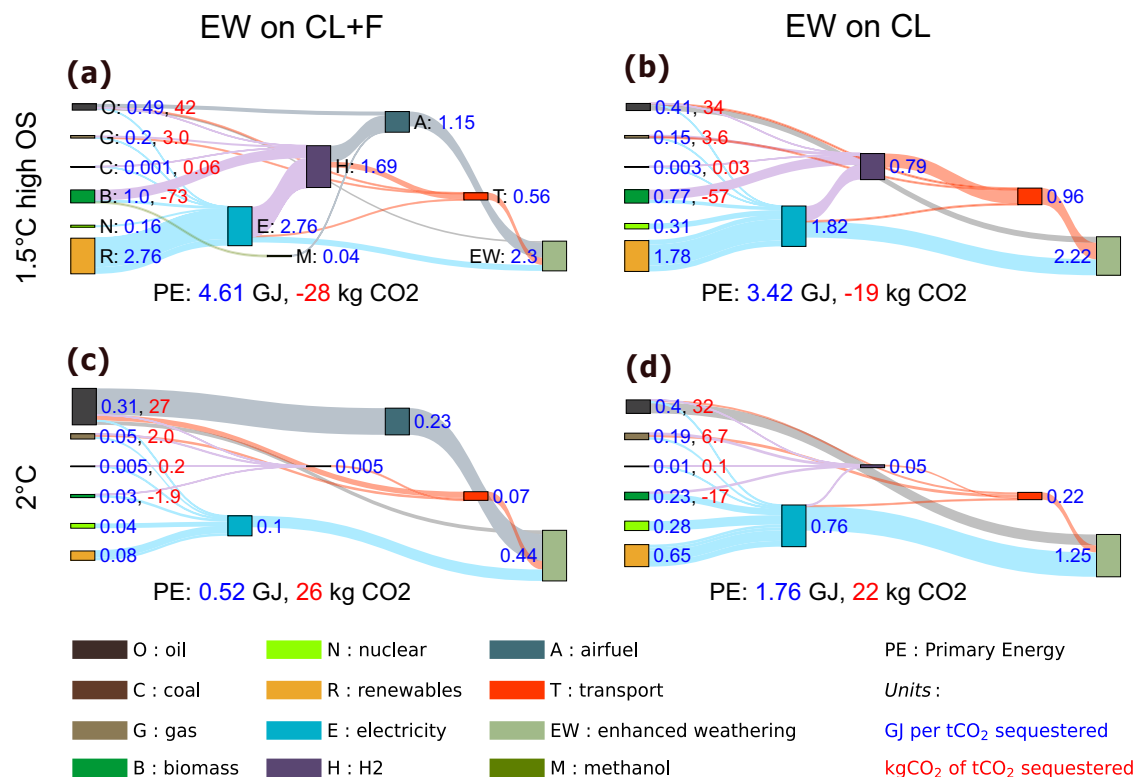 EW on CL+F
EW on CL
1.5°C high OS
(a)
O: 0.49, 42
G: 0.2, 3.0
C: 0.001, 0.06
B: 1.0, -73
N: 0.16
R: 2.76
E: 2.76
H: 1.69
A: 1.15
M: 0.04
T: 0.56
EW: 2.3
PE: 4.61 GJ, -28 kg CO2
(b)
0.41, 34
0.15, 3.6
0.003, 0.03
0.77, -57
0.31
1.78
1.82
0.79
0.96
2.22
PE: 3.42 GJ, -19 kg CO2
2°C
(c)
0.31, 27
0.05, 2.0
0.005, 0.2
0.03, -1.9
0.04
0.08
0.1
0.005
0.23
0.07
0.44
PE: 0.52 GJ, 26 kg CO2
(d)
0.4, 32
0.19, 6.7
0.01, 0.1
0.23, -17
0.28
0.65
0.76
0.05
0.22
1.25
PE: 1.76 GJ, 22 kg CO2
O : oil
C : coal
G : gas
B : biomass
N : nuclear
R : renewables
E : electricity
H : H2
A : airfuel
T : transport
EW : enhanced weathering
M : methanol
PE : Primary Energy
Units :
GJ per tCO₂ sequestered
kgCO₂ of tCO₂ sequestered